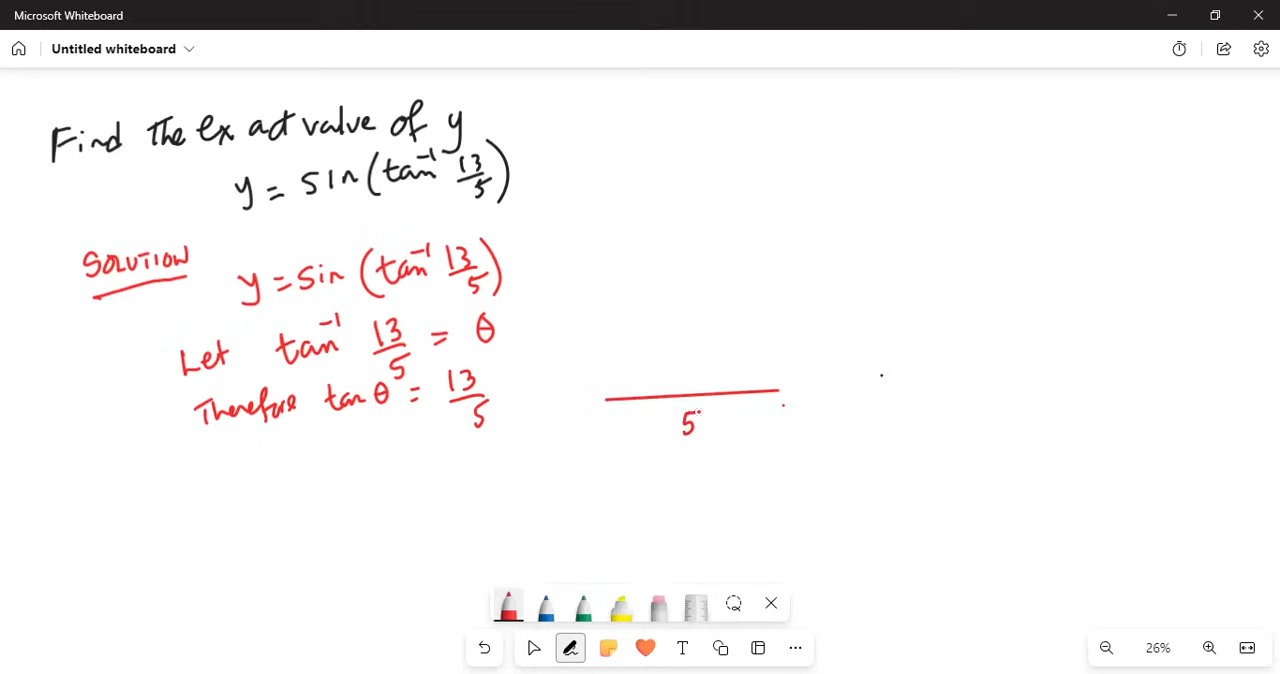 Microsoft Whiteboard
Untitled whiteboard
Find the exact value of y
y = sin(tan⁻¹ 13/5)
SOLUTION
y = sin (tan⁻¹ 13/5)
Let tan⁻¹ 13/5 = θ
Therefore tan θ = 13/5
5
T
26%